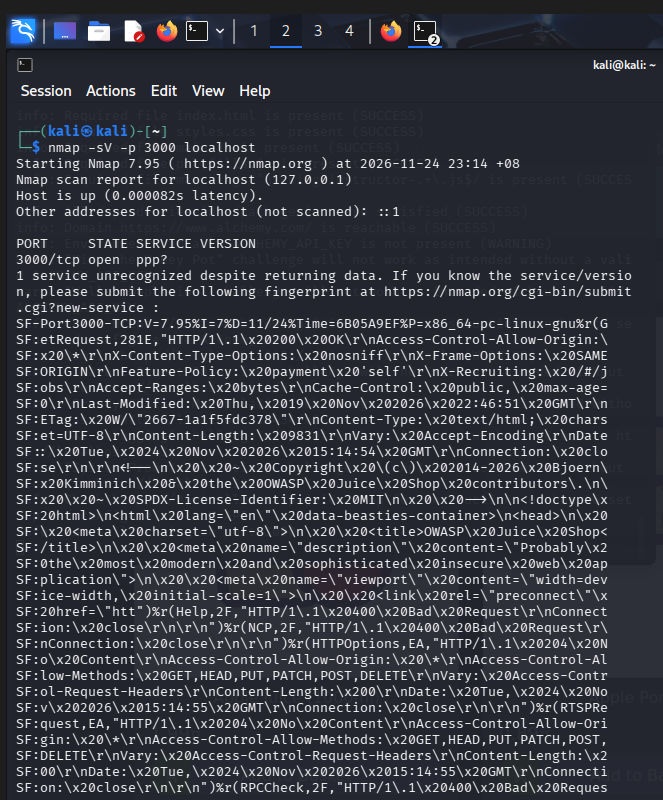 1 2 3 4 2
kali@kali: ~
Session Actions Edit View Help
┌──(kali㉿kali)-[~]
└─$ nmap -sV -p 3000 localhost
Starting Nmap 7.95 ( https://nmap.org ) at 2026-11-24 23:14 +08
Nmap scan report for localhost (127.0.0.1)
Host is up (0.000082s latency).
Other addresses for localhost (not scanned): ::1
PORT     STATE SERVICE VERSION
3000/tcp open  ppp?
1 service unrecognized despite returning data. If you know the service/versio
n, please submit the following fingerprint at https://nmap.org/cgi-bin/submit
.cgi?new-service :
SF-Port3000-TCP:V=7.95%I=7%D=11/24%Time=6B05A9EF%P=x86_64-pc-linux-gnu%r(G
SF:etRequest,281E,"HTTP/1\.1\x20200\x20OK\r\nAccess-Control-Allow-Origin:\
SF:x20\*\r\nX-Content-Type-Options:\x20nosniff\r\nX-Frame-Options:\x20SAME
SF:ORIGIN\r\nFeature-Policy:\x20payment\x20'self'\r\nX-Recruiting:\x20/#/j
SF:obs\r\nAccept-Ranges:\x20bytes\r\nCache-Control:\x20public,\x20max-age=
SF:0\r\nLast-Modified:\x20Thu,\x2019\x20Nov\x202026\x2022:46:51\x20GMT\r\n
SF:ETag:\x20W/\"2667-1a1f5fdc378\"\r\nContent-Type:\x20text/html;\x20chars
SF:et=UTF-8\r\nContent-Length:\x209831\r\nVary:\x20Accept-Encoding\r\nDate
SF::\x20Tue,\x2024\x20Nov\x202026\x2015:14:54\x20GMT\r\nConnection:\x20clo
SF:se\r\n\r\n<!--\n\x20\x20~\x20Copyright\x20\(c\)\x202014-2026\x20Bjoern\
SF:x20Kimminich\x20&\x20the\x20OWASP\x20Juice\x20Shop\x20contributors\.\n\
SF:x20\x20~\x20SPDX-License-Identifier:\x20MIT\n\x20\x20-->\n\n<!doctype\x
SF:20html>\n<html\x20lang=\"en\"\x20data-beasties-container>\n<head>\n\x20
SF:\x20<meta\x20charset=\"utf-8\">\n\x20\x20<title>OWASP\x20Juice\x20Shop<
SF:/title>\n\x20\x20<meta\x20name=\"description\"\x20content=\"Probably\x2
SF:0the\x20most\x20modern\x20and\x20sophisticated\x20insecure\x20web\x20ap
SF:plication\">\n\x20\x20<meta\x20name=\"viewport\"\x20content=\"width=dev
SF:ice-width,\x20initial-scale=1\">\n\x20\x20<link\x20rel=\"preconnect\"\x
SF:20href=\"htt")%r(Help,2F,"HTTP/1\.1\x20400\x20Bad\x20Request\r\nConnect
SF:ion:\x20close\r\n\r\n")%r(NCP,2F,"HTTP/1\.1\x20400\x20Bad\x20Request\r\
SF:nConnection:\x20close\r\n\r\n")%r(HTTPOptions,EA,"HTTP/1\.1\x20204\x20N
SF:o\x20Content\r\nAccess-Control-Allow-Origin:\x20\*\r\nAccess-Control-Al
SF:low-Methods:\x20GET,HEAD,PUT,PATCH,POST,DELETE\r\nVary:\x20Access-Contr
SF:ol-Request-Headers\r\nContent-Length:\x200\r\nDate:\x20Tue,\x2024\x20No
SF:v\x202026\x2015:14:55\x20GMT\r\nConnection:\x20close\r\n\r\n")%r(RTSPRe
SF:quest,EA,"HTTP/1\.1\x20204\x20No\x20Content\r\nAccess-Control-Allow-Ori
SF:gin:\x20\*\r\nAccess-Control-Allow-Methods:\x20GET,HEAD,PUT,PATCH,POST,
SF:DELETE\r\nVary:\x20Access-Control-Request-Headers\r\nContent-Length:\x2
SF:00\r\nDate:\x20Tue,\x2024\x20Nov\x202026\x2015:14:55\x20GMT\r\nConnecti
SF:on:\x20close\r\n\r\n")%r(RPCCheck,2F,"HTTP/1\.1\x20400\x20Bad\x20Reques